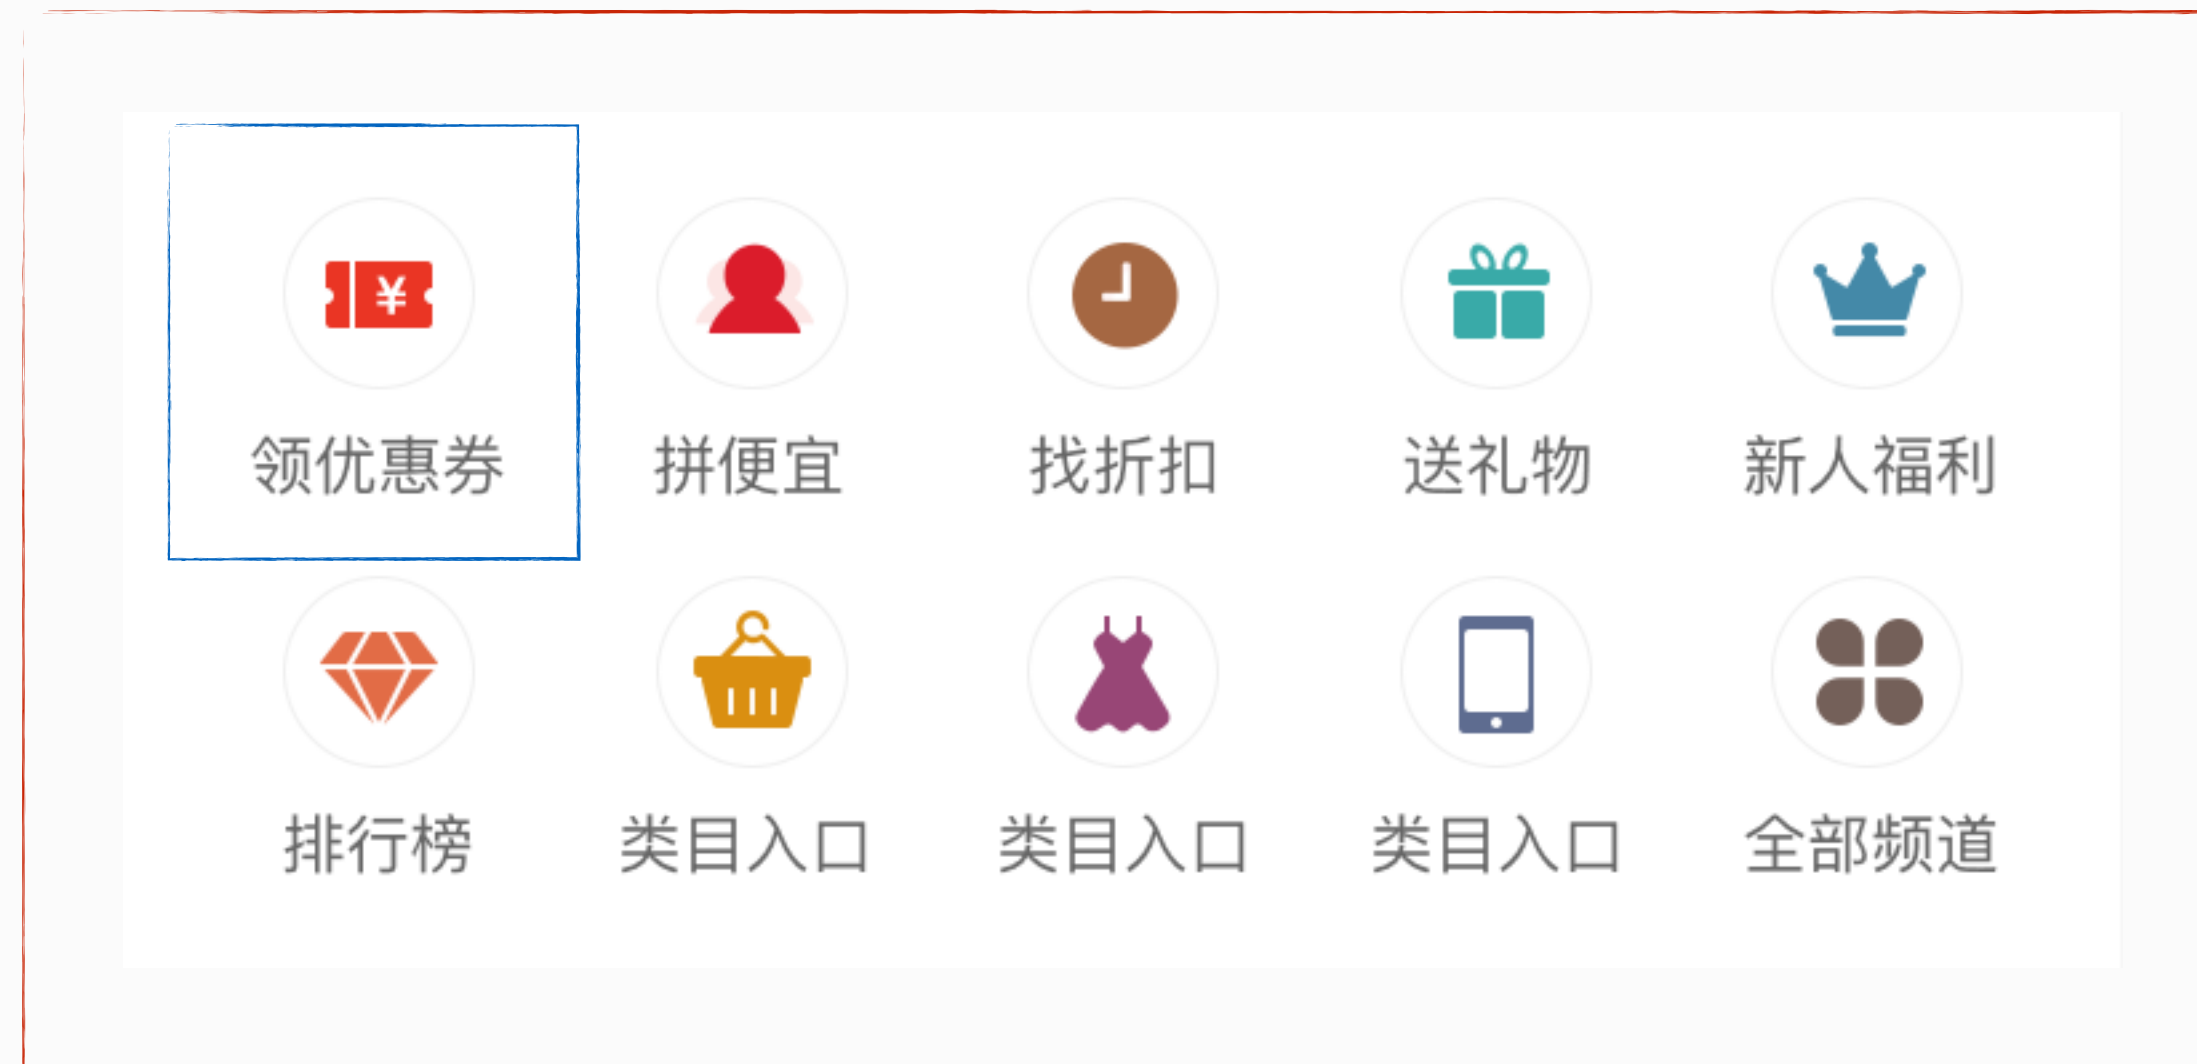 ¥
领优惠券 拼便宜 找折扣 送礼物 新人福利
排行榜 类目入口 类目入口 类目入口 全部频道